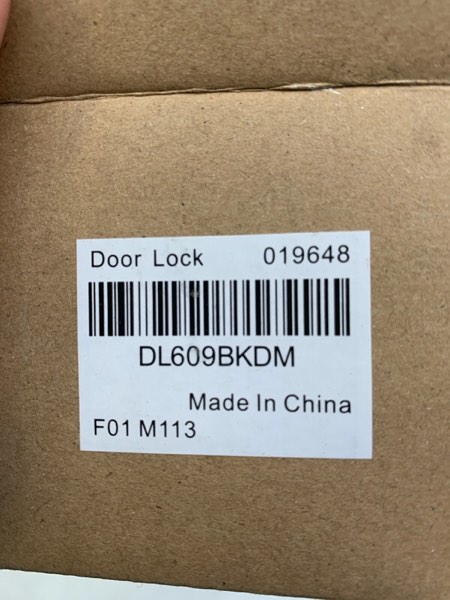 Door Lock 019648
DL609BKDM
Made In China
F01 M113